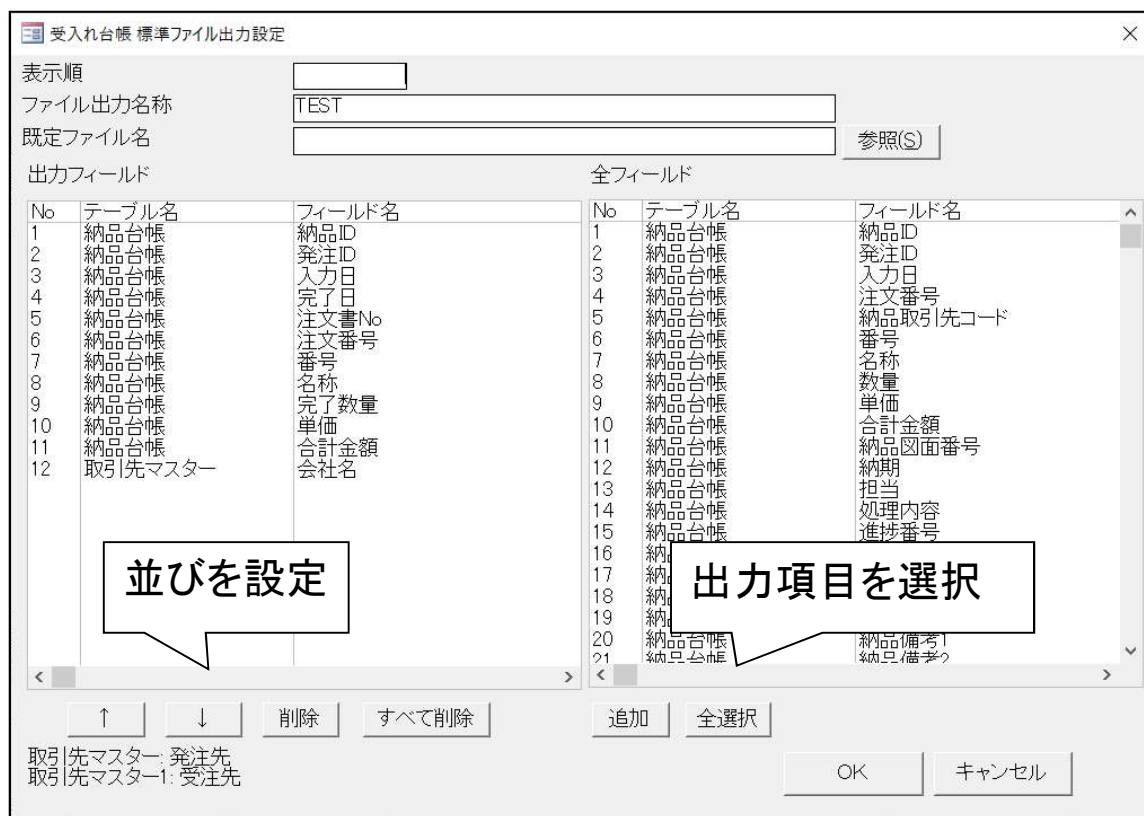 受入れ台帳 標準ファイル出力設定
表示順
ファイル出力名称 TEST
既定ファイル名 参照(S)
出力フィールド
No テーブル名 フィールド名
1 納品台帳 納品ID
2 納品台帳 発注ID
3 納品台帳 入力日
4 納品台帳 完了日
5 納品台帳 注文書No
6 納品台帳 注文番号
7 納品台帳 番号
8 納品台帳 名称
9 納品台帳 完了数量
10 納品台帳 単価
11 納品台帳 合計金額
12 取引先マスター 会社名
並びを設定
↑ ↓ 削除 すべて削除
取引先マスター: 発注先
取引先マスター1: 受注先
全フィールド
No テーブル名 フィールド名
1 納品台帳 納品ID
2 納品台帳 発注ID
3 納品台帳 入力日
4 納品台帳 注文番号
5 納品台帳 納品取引先コード
6 納品台帳 番号
7 納品台帳 名称
8 納品台帳 数量
9 納品台帳 単価
10 納品台帳 合計金額
11 納品台帳 納品図面番号
12 納品台帳 納期
13 納品台帳 担当
14 納品台帳 処理内容
15 納品台帳 進捗番号
16
17
18
19
20 納品台帳 納品備考1
21 納品台帳 納品備考2
出力項目を選択
追加 全選択
OK キャンセル